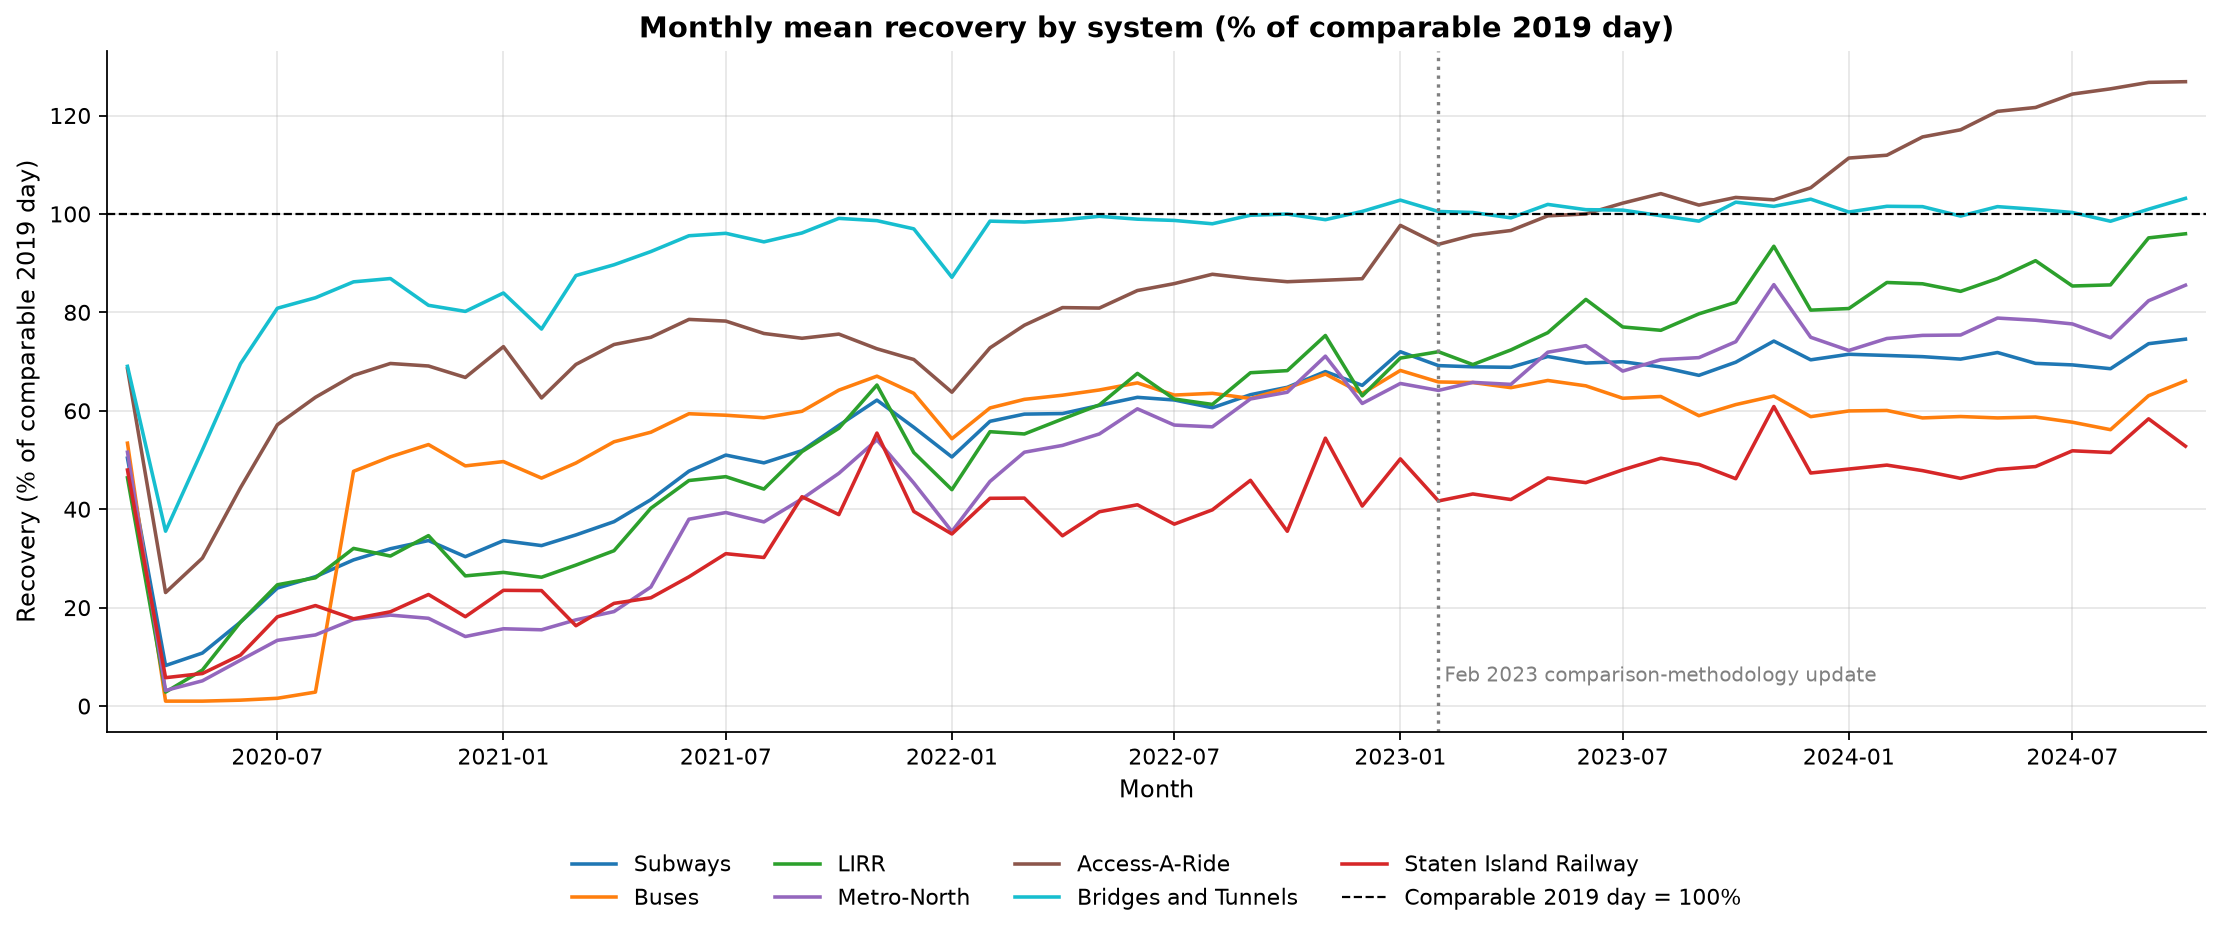 Monthly mean recovery by system (% of comparable 2019 day)
Recovery (% of comparable 2019 day)
120
100
80
60
40
20
0
Feb 2023 comparison-methodology update
2020-07 2021-01 2021-07 2022-01 2022-07 2023-01 2023-07 2024-01 2024-07
Month
Subways LIRR Access-A-Ride Staten Island Railway
Buses Metro-North Bridges and Tunnels Comparable 2019 day = 100%